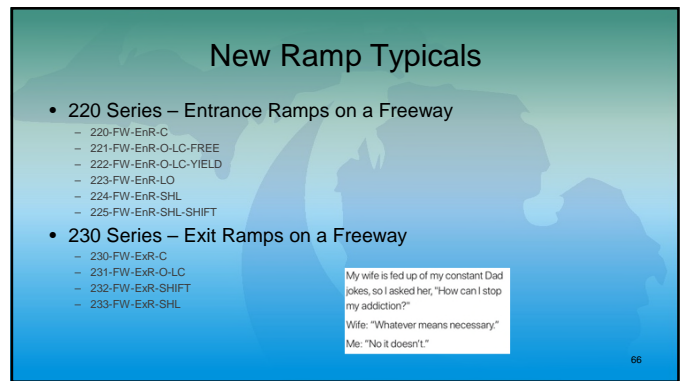 New Ramp Typicals
• 220 Series – Entrance Ramps on a Freeway
– 220-FW-EnR-C
– 221-FW-EnR-O-LC-FREE
– 222-FW-EnR-O-LC-YIELD
– 223-FW-EnR-LO
– 224-FW-EnR-SHL
– 225-FW-EnR-SHL-SHIFT
• 230 Series – Exit Ramps on a Freeway
– 230-FW-ExR-C
– 231-FW-ExR-O-LC
– 232-FW-ExR-SHIFT
– 233-FW-ExR-SHL
My wife is fed up of my constant Dad
jokes, so I asked her, "How can I stop
my addiction?"
Wife: "Whatever means necessary."
Me: "No it doesn't."
66